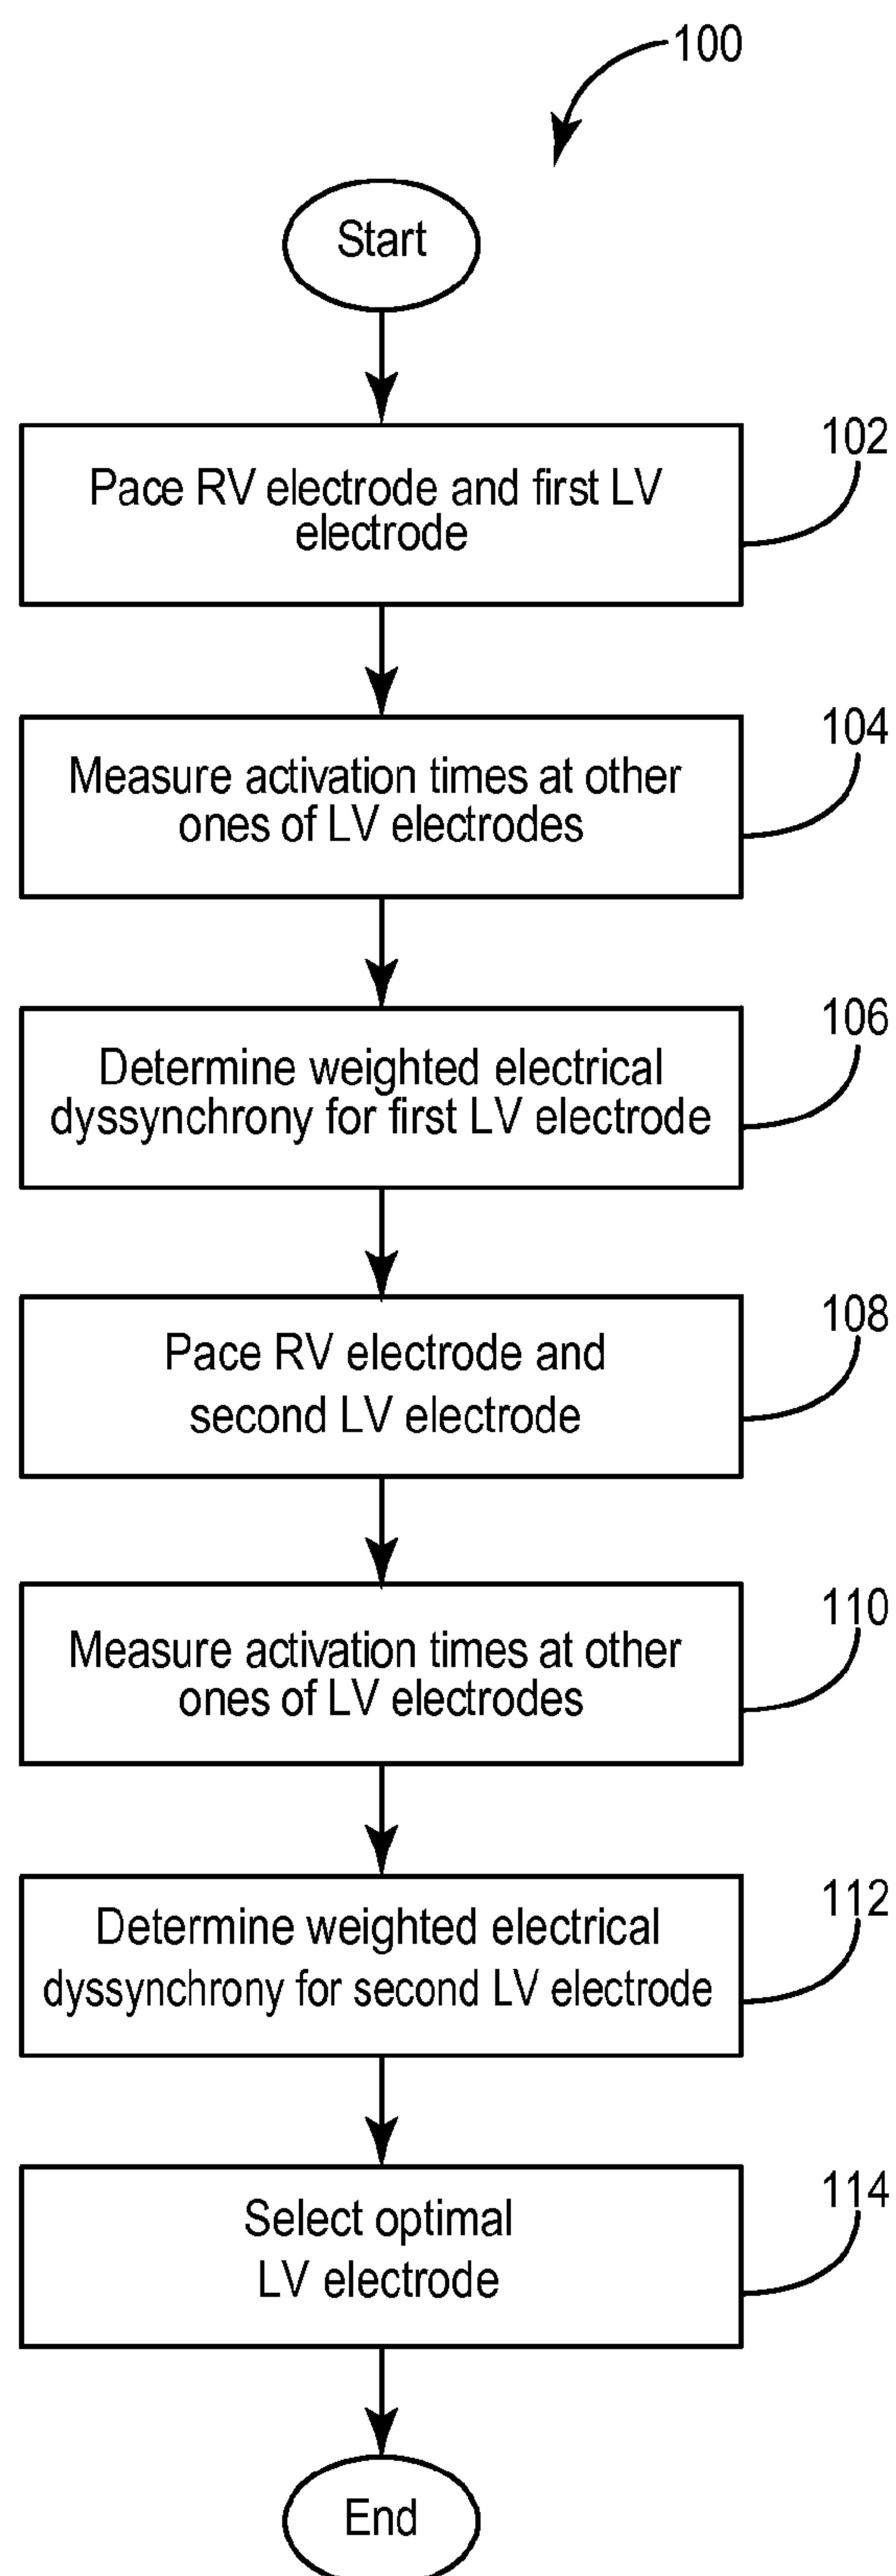 100
Start
102
Pace RV electrode and first LV
electrode
104
Measure activation times at other
ones of LV electrodes
106
Determine weighted electrical
dyssynchrony for first LV electrode
108
Pace RV electrode and
second LV electrode
110
Measure activation times at other
ones of LV electrodes
112
Determine weighted electrical
dyssynchrony for second LV electrode
114
Select optimal
LV electrode
End